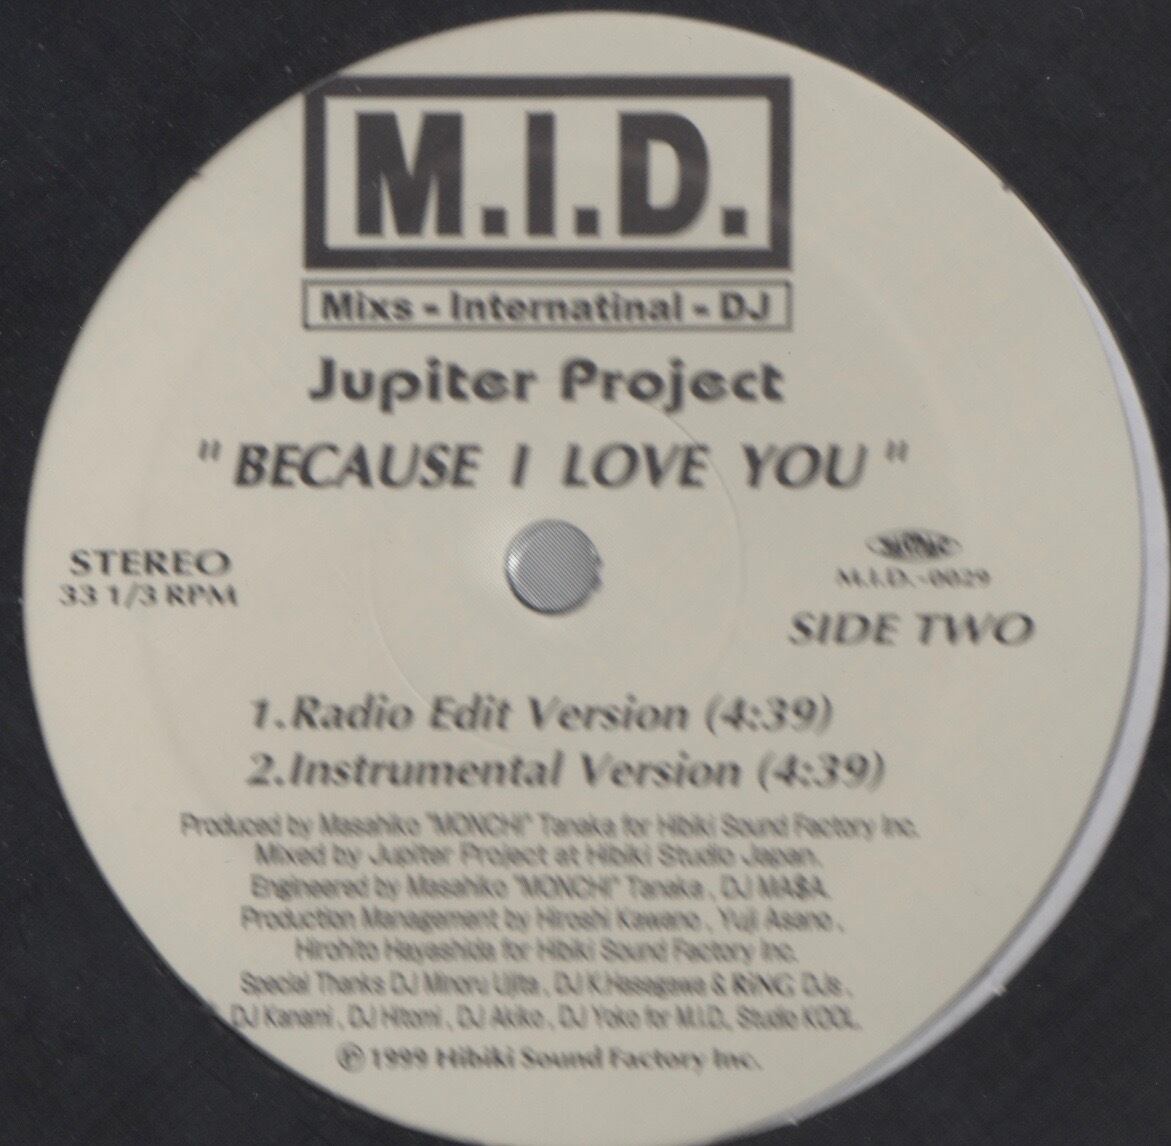 M.I.D.
Mixs - Internatinal - DJ
Jupiter Project
"BECAUSE I LOVE YOU"
STEREO
33 1/3 RPM
M.I.D.-0029
SIDE TWO
1.Radio Edit Version (4:39)
2.Instrumental Version (4:39)
Produced by Masahiko "MONCHI" Tanaka for Hibiki Sound Factory Inc.
Mixed by Jupiter Project at Hibiki Studio Japan.
Engineered by Masahiko "MONCHI" Tanaka , DJ MA$A.
Production Management by Hiroshi Kawano , Yuji Asano ,
Hirohito Hayashida for Hibiki Sound Factory Inc.
Special Thanks DJ Minoru Ujita , DJ K.Hasagawa & RiNG DJs ,
DJ Kanami , DJ Hitomi , DJ Akiko , DJ Yoko for M.I.D., Studio KOOL.
℗ 1999 Hibiki Sound Factory Inc.